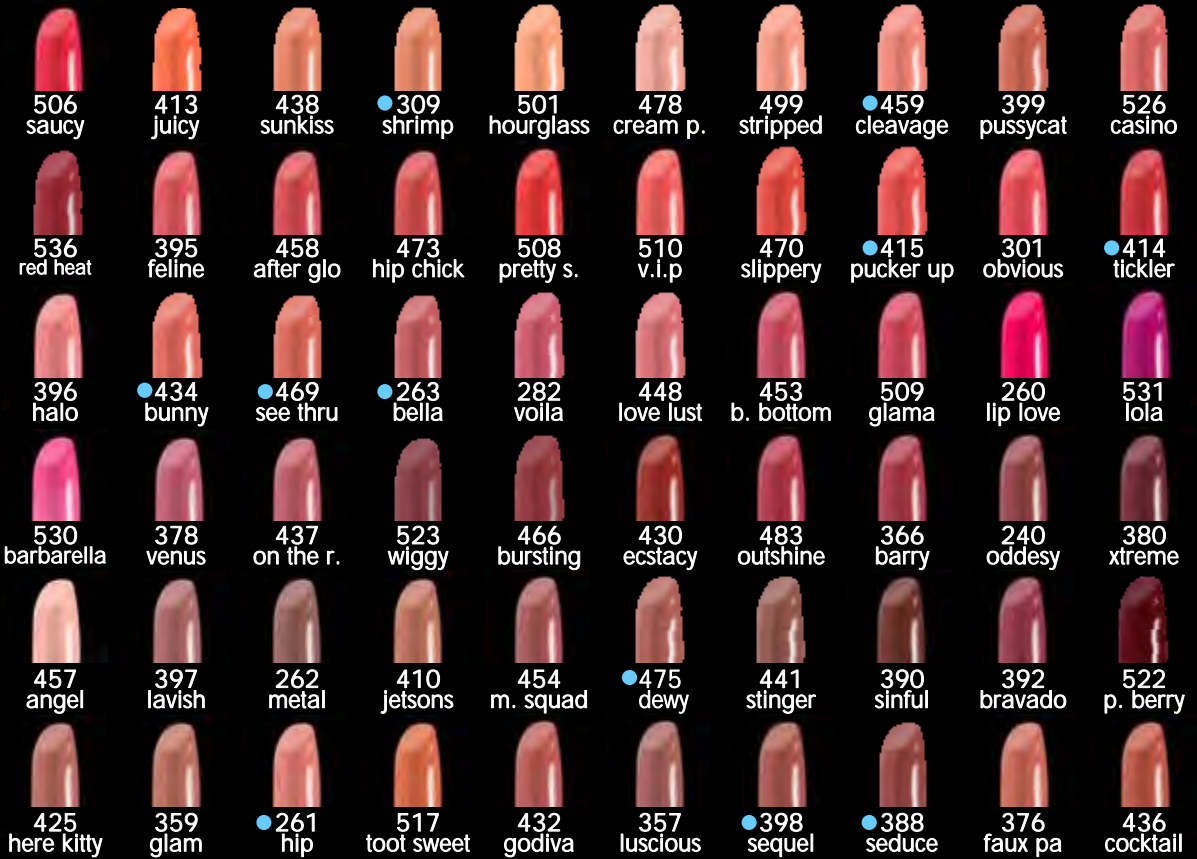 506 413 438 309 501 478 499 459 399 526
saucy juicy sunkiss shrimp hourglass cream p. stripped cleavage pussycat casino
536 395 458 473 508 510 470 415 301 414
red heat feline after glo hip chick pretty s. v.i.p slippery pucker up obvious tickler
396 434 469 263 282 448 453 509 260 531
halo bunny see thru bella voila love lust b. bottom glama lip love lola
530 378 437 523 466 430 483 366 240 380
barbarella venus on the r. wiggy bursting ecstacy outshine barry oddesy xtreme
457 397 262 410 454 475 441 390 392 522
angel lavish metal jetsons m. squad dewy stinger sinful bravado p. berry
425 359 261 517 432 357 398 388 376 436
here kitty glam hip toot sweet godiva luscious sequel seduce faux pa cocktail